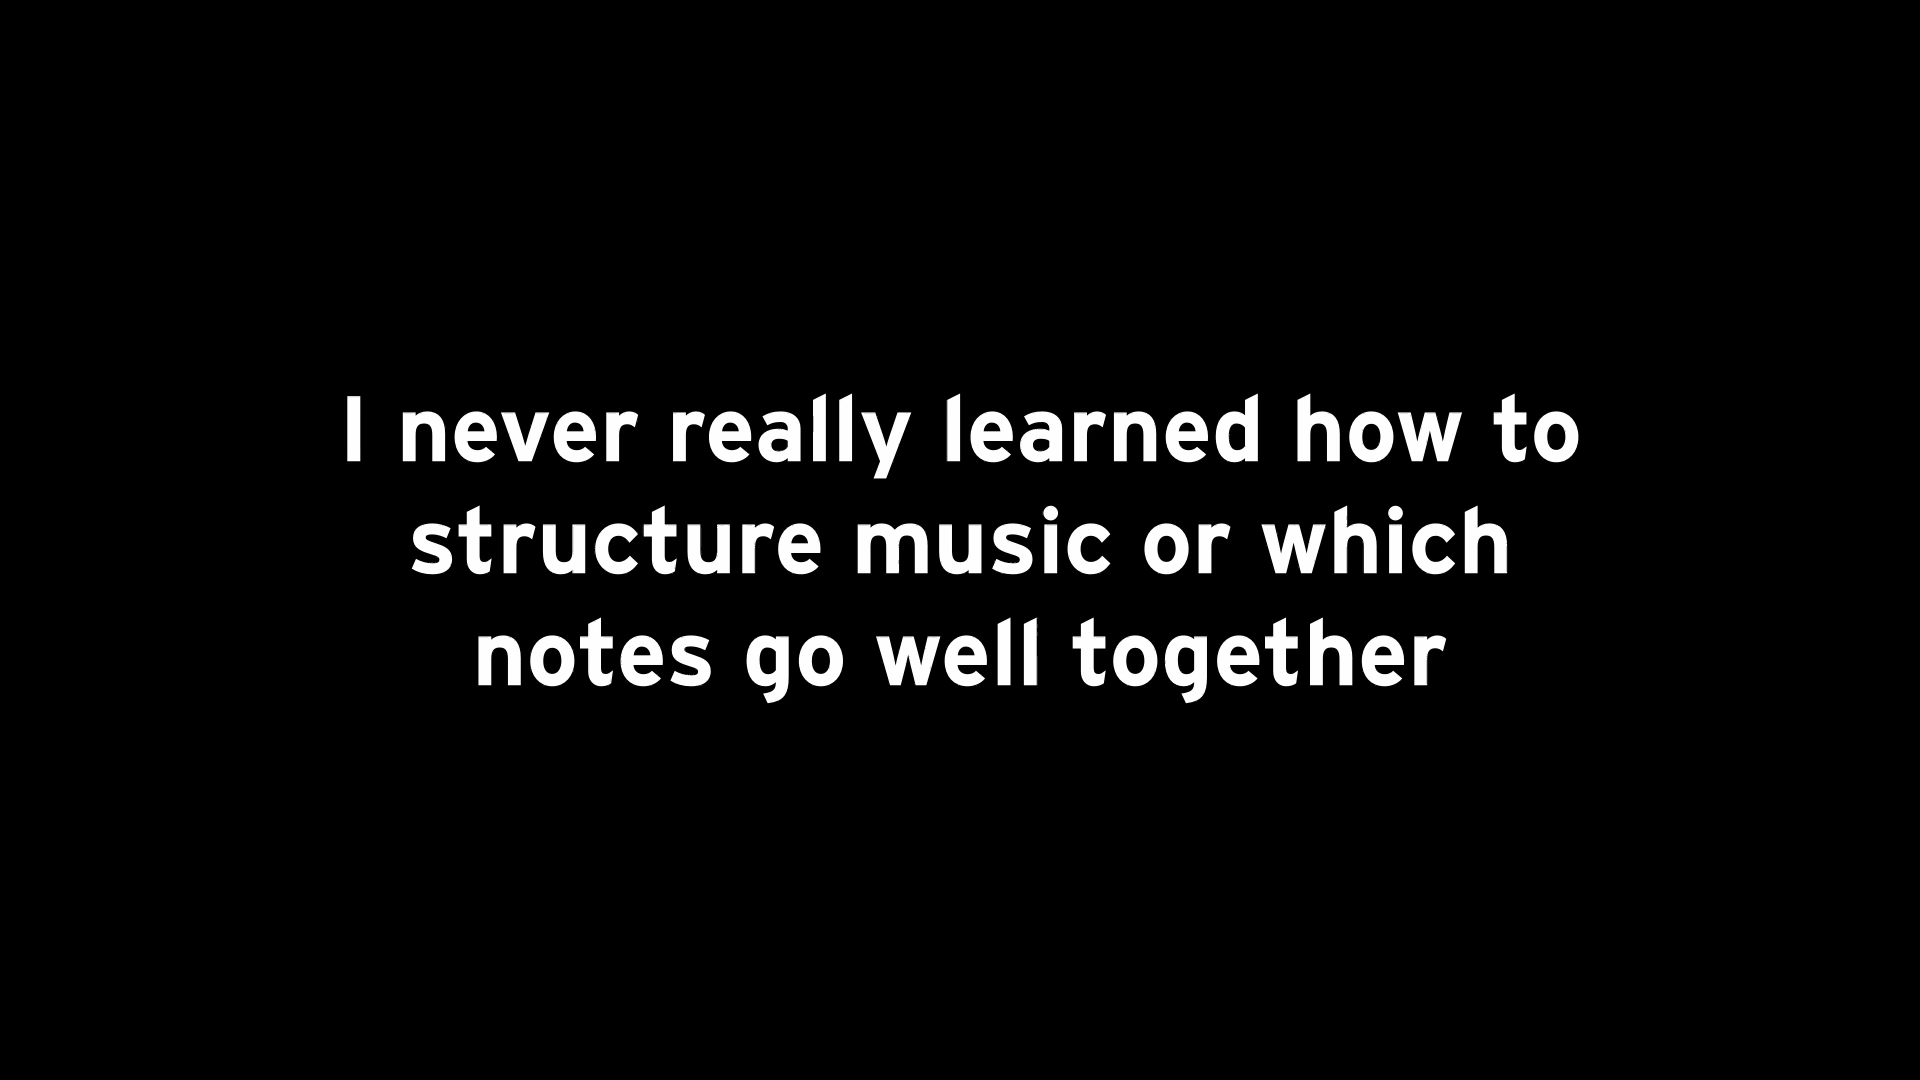 I never really learned how to
structure music or which
notes go well together